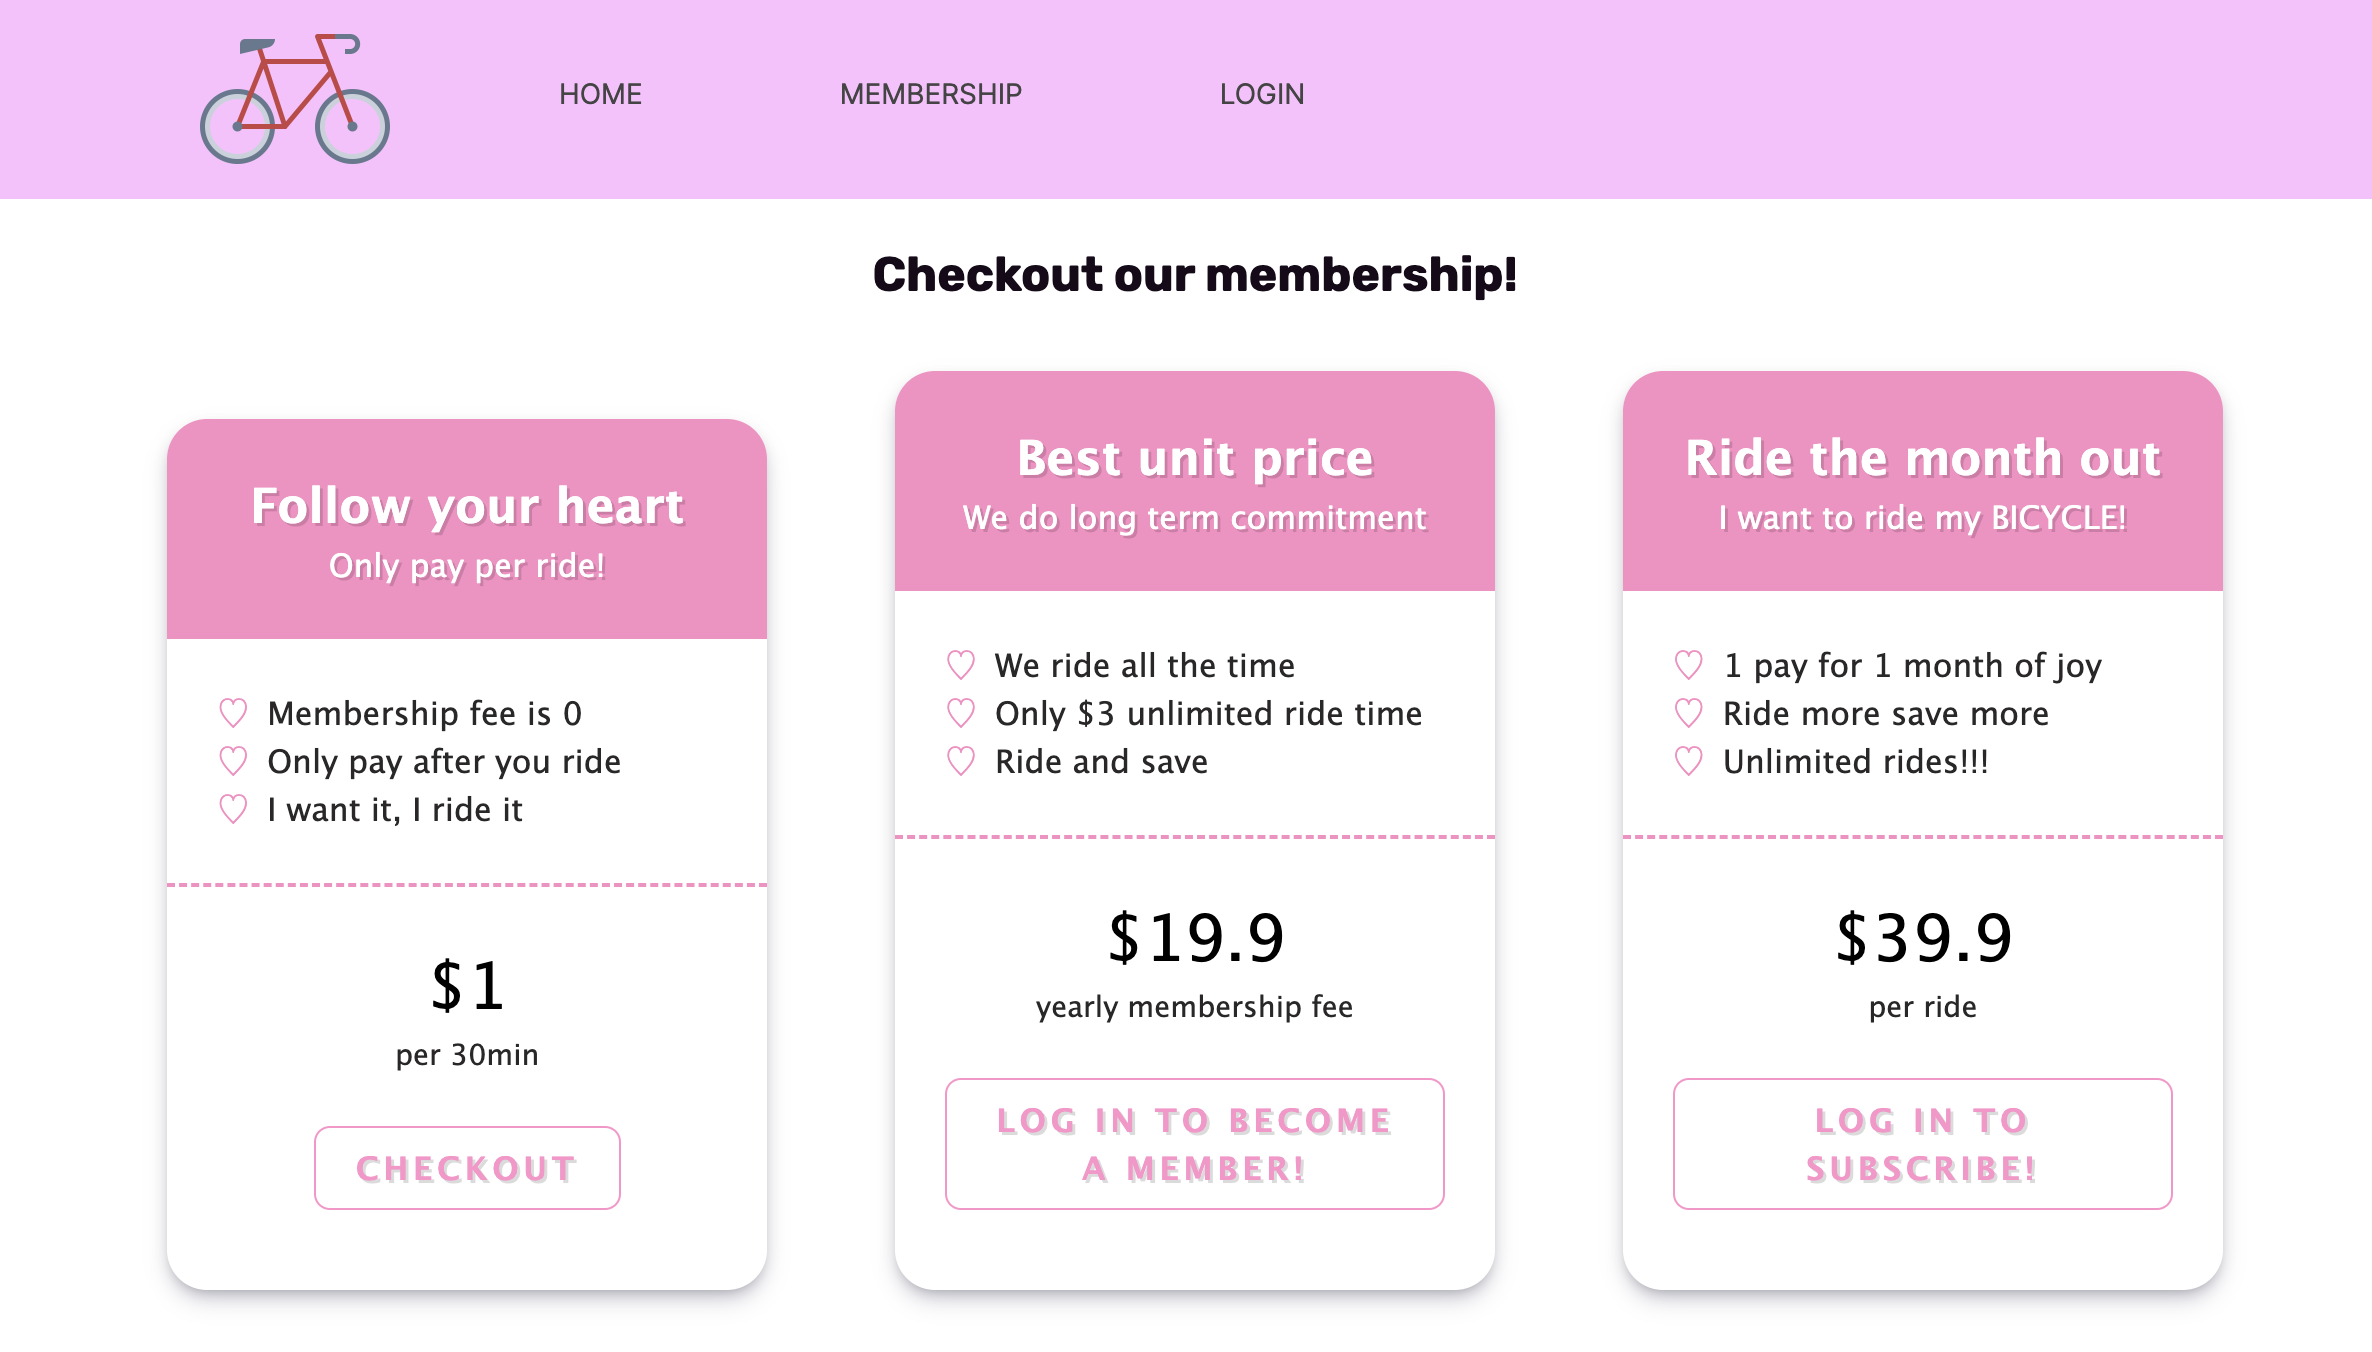 HOME
MEMBERSHIP
LOGIN
Checkout our membership!
Follow your heart
Only pay per ride!
Membership fee is 0
Only pay after you ride
I want it, I ride it
$1
per 30min
CHECKOUT
Best unit price
We do long term commitment
We ride all the time
Only $3 unlimited ride time
Ride and save
$19.9
yearly membership fee
LOG IN TO BECOME
A MEMBER!
Ride the month out
I want to ride my BICYCLE!
1 pay for 1 month of joy
Ride more save more
Unlimited rides!!!
$39.9
per ride
LOG IN TO
SUBSCRIBE!